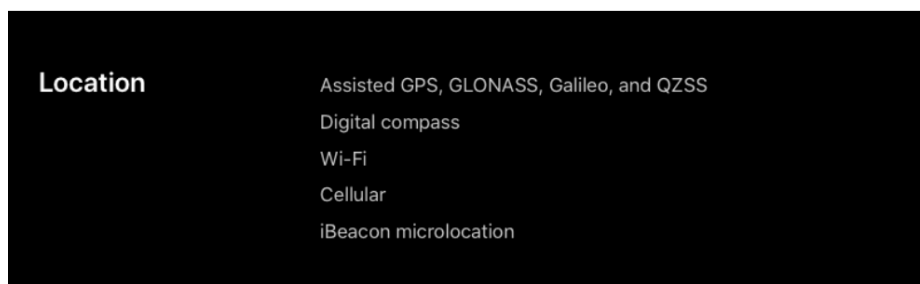 Location
Assisted GPS, GLONASS, Galileo, and QZSS
Digital compass
Wi-Fi
Cellular
iBeacon microlocation